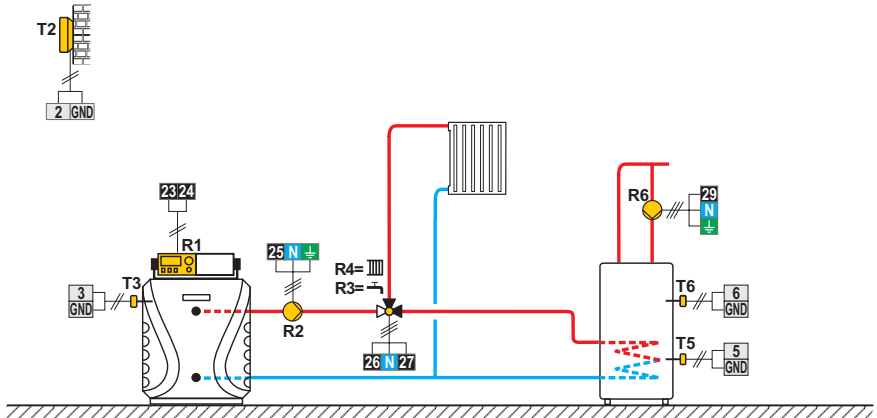 T2
2 GND
23 24
R1
T3
3
GND
25 N
R2
R4=
R3=
26 N 27
R6
29
N
T6
6
GND
T5
5
GND